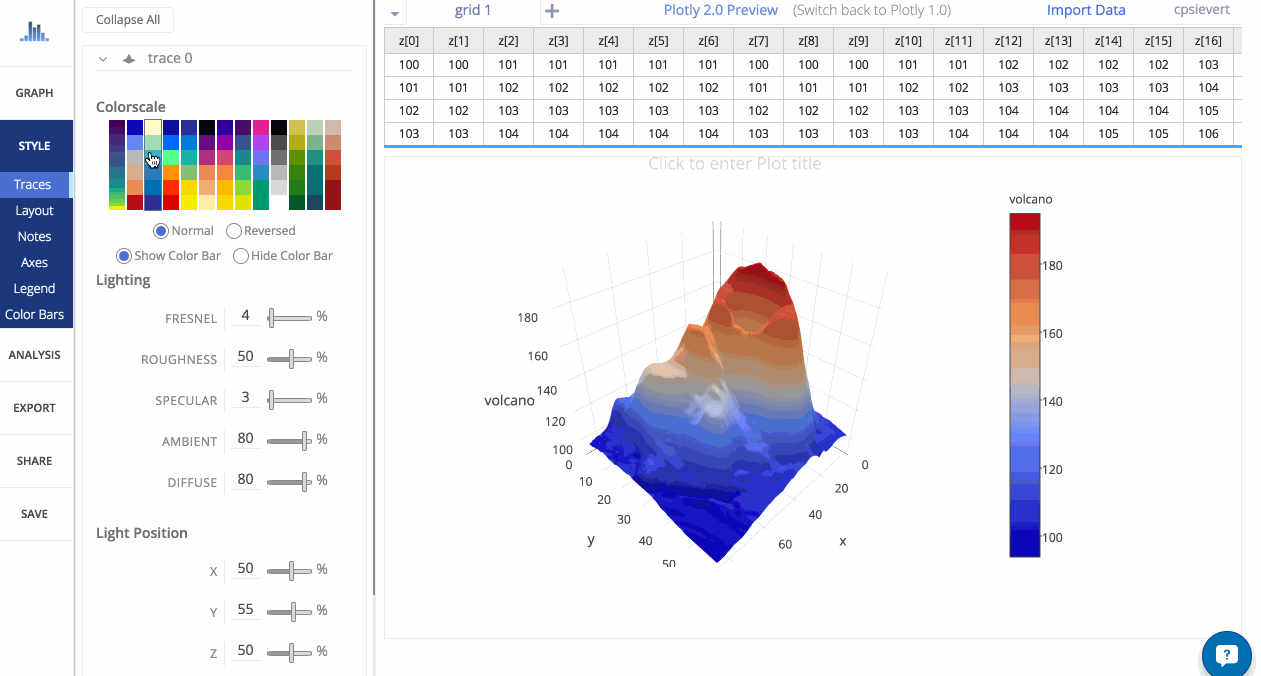 Collapse All
GRAPH
STYLE
Traces
Layout
Notes
Axes
Legend
Color Bars
ANALYSIS
EXPORT
SHARE
SAVE
trace 0
Colorscale
Normal Reversed
Show Color Bar Hide Color Bar
Lighting
FRESNEL 4 %
ROUGHNESS 50 %
SPECULAR 3 %
AMBIENT 80 %
DIFFUSE 80 %
Light Position
X 50 %
Y 55 %
Z 50 %
grid 1 Plotly 2.0 Preview (Switch back to Plotly 1.0) Import Data cpsievert
z[0] z[1] z[2] z[3] z[4] z[5] z[6] z[7] z[8] z[9] z[10] z[11] z[12] z[13] z[14] z[15] z[16]
100 100 101 101 101 101 101 100 100 100 101 101 102 102 102 102 103
101 101 102 102 102 102 102 101 101 101 102 102 103 103 103 103 104
102 102 103 103 103 103 103 102 102 102 103 103 104 104 104 104 105
103 103 104 104 104 104 104 103 103 103 103 104 104 104 105 105 106
Click to enter Plot title
volcano
180
160
140
120
100
volcano
180
160
140
120
100
0
10
20
30
40
50
y
0
20
40
60
x